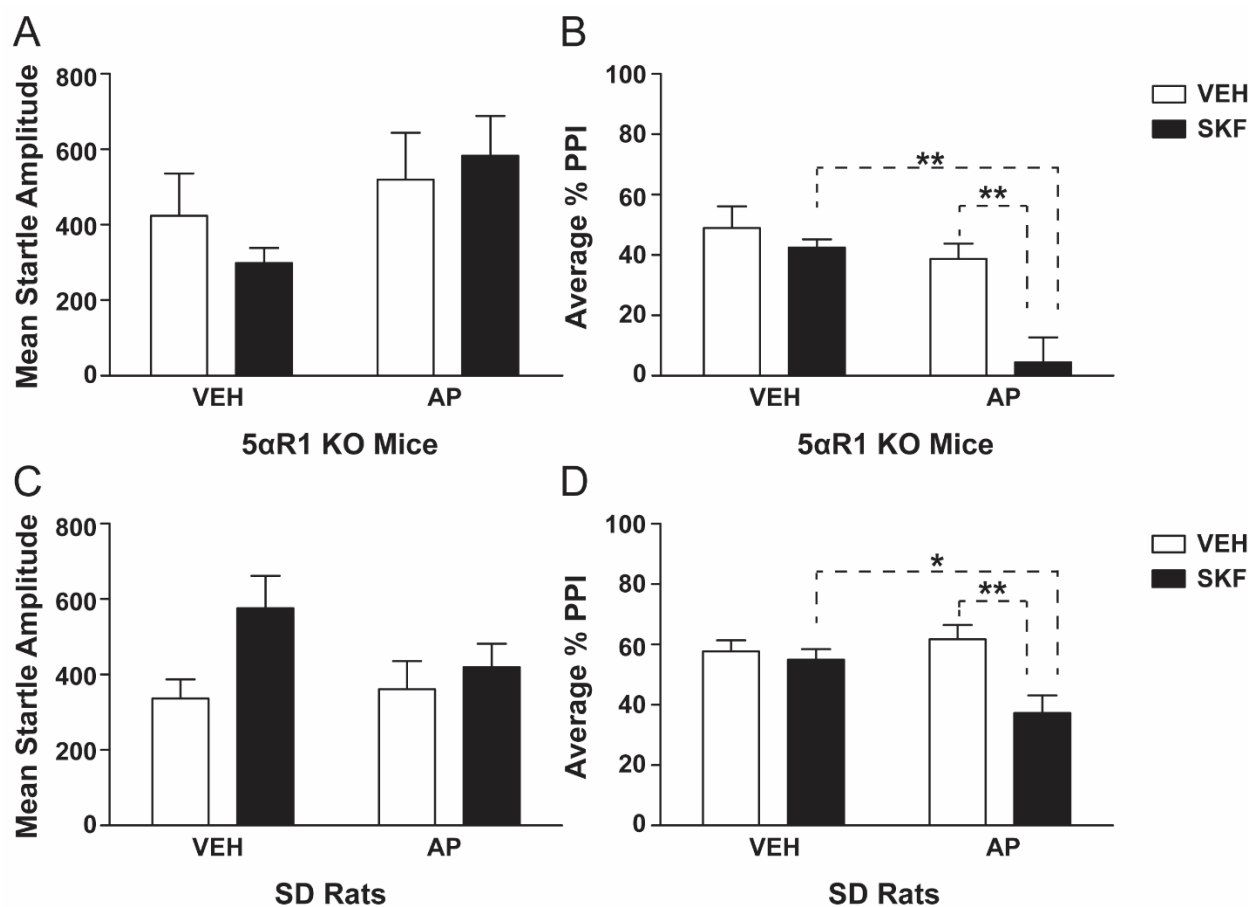 A
Mean Startle Amplitude
800
600
400
200
0
VEH
AP
5αR1 KO Mice
B
Average % PPI
100
80
60
40
20
0
**
**
VEH
AP
5αR1 KO Mice
VEH
SKF
C
Mean Startle Amplitude
800
600
400
200
0
VEH
AP
SD Rats
D
Average % PPI
100
80
60
40
20
0
*
**
VEH
AP
SD Rats
VEH
SKF